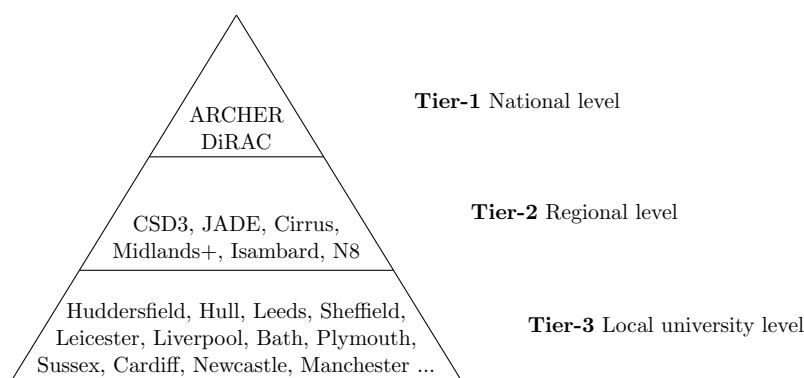 ARCHER
DiRAC
Tier-1 National level
CSD3, JADE, Cirrus,
Midlands+, Isambard, N8
Tier-2 Regional level
Huddersfield, Hull, Leeds, Sheffield,
Leicester, Liverpool, Bath, Plymouth,
Sussex, Cardiff, Newcastle, Manchester ...
Tier-3 Local university level